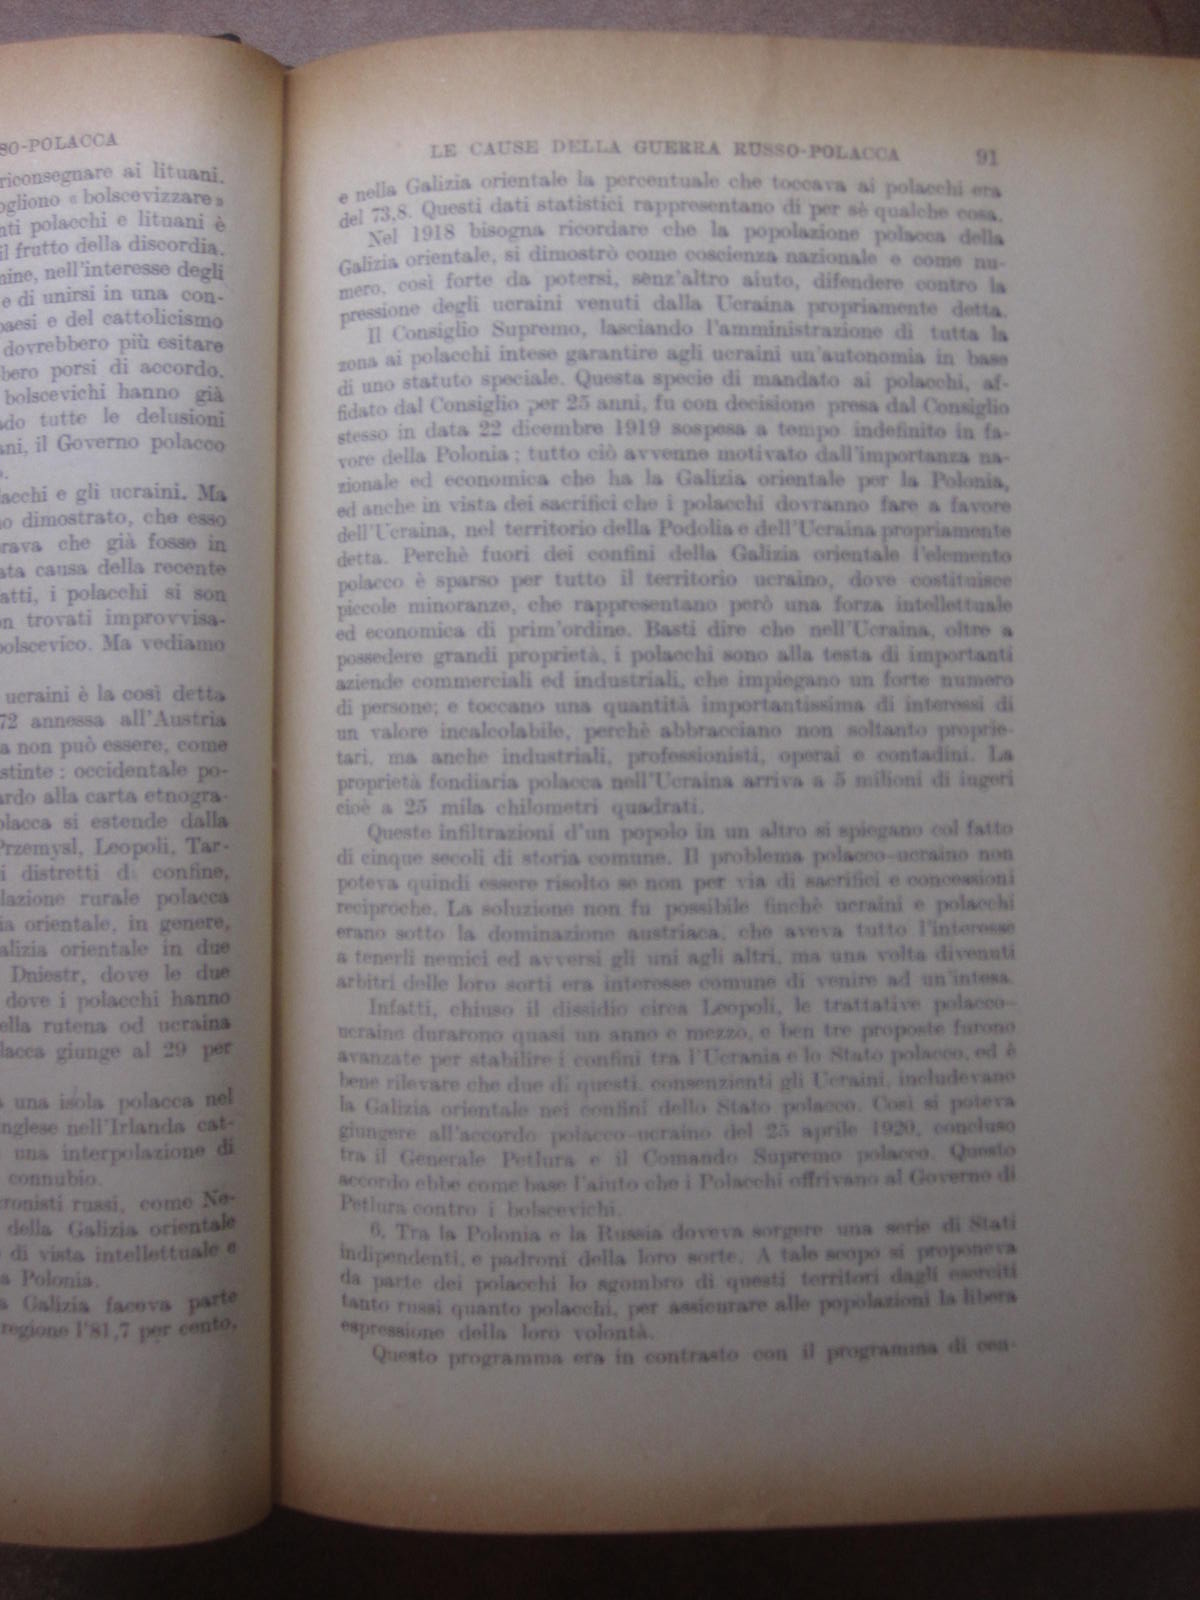 SO-POLACCA
riconsegnare ai lituani.
ogliono « bolscevizzare »
nti polacchi e lituani è
il frutto della discordia.
nine, nell'interesse degli
e di unirsi in una con-
paesi e del cattolicismo
dovrebbero più esitare
bero porsi di accordo.
bolscevichi hanno già
ndo tutte le delusioni
ani, il Governo polacco
o.
lacchi e gli ucraini. Ma
no dimostrato, che esso
rava che già fosse in
ata causa della recente
atti, i polacchi si son
on trovati improvvisa-
bolscevico. Ma vediamo
ucraini è la così detta
72 annessa all'Austria
a non può essere, come
stinte : occidentale po-
ardo alla carta etnogra-
olacca si estende dalla
Przemysl, Leopoli, Tar-
i distretti di confine,
olazione rurale polacca
ia orientale, in genere,
alizia orientale in due
Dniestr, dove le due
dove i polacchi hanno
ella rutena od ucraina
lacca giunge al 29 per
a una isola polacca nel
inglese nell'Irlanda cat-
una interpolazione di
connubio.
cronisti russi, come Ne-
della Galizia orientale
di vista intellettuale e
a Polonia.
a Galizia faceva parte
regione l'81,7 per cento,
LE CAUSE DELLA GUERRA RUSSO-POLACCA 91
e nella Galizia orientale la percentuale che toccava ai polacchi era
del 73,8. Questi dati statistici rappresentano di per sè qualche cosa.
Nel 1918 bisogna ricordare che la popolazione polacca della
Galizia orientale, si dimostrò come coscienza nazionale e come nu-
mero, così forte da potersi, senz'altro aiuto, difendere contro la
pressione degli ucraini venuti dalla Ucraina propriamente detta.
Il Consiglio Supremo, lasciando l'amministrazione di tutta la
zona ai polacchi intese garantire agli ucraini un'autonomia in base
di uno statuto speciale. Questa specie di mandato ai polacchi, af-
fidato dal Consiglio per 25 anni, fu con decisione presa dal Consiglio
stesso in data 22 dicembre 1919 sospesa a tempo indefinito in fa-
vore della Polonia ; tutto ciò avvenne motivato dall'importanza na-
zionale ed economica che ha la Galizia orientale per la Polonia,
ed anche in vista dei sacrifici che i polacchi dovranno fare a favore
dell'Ucraina, nel territorio della Podolia e dell'Ucraina propriamente
detta. Perchè fuori dei confini della Galizia orientale l'elemento
polacco è sparso per tutto il territorio ucraino, dove costituisce
piccole minoranze, che rappresentano però una forza intellettuale
ed economica di prim'ordine. Basti dire che nell'Ucraina, oltre a
possedere grandi proprietà, i polacchi sono alla testa di importanti
aziende commerciali ed industriali, che impiegano un forte numero
di persone; e toccano una quantità importantissima di interessi di
un valore incalcolabile, perchè abbracciano non soltanto proprie-
tari, ma anche industriali, professionisti, operai e contadini. La
proprietà fondiaria polacca nell'Ucraina arriva a 5 milioni di iugeri
cioè a 25 mila chilometri quadrati.
Queste infiltrazioni d'un popolo in un altro si spiegano col fatto
di cinque secoli di storia comune. Il problema polacco-ucraino non
poteva quindi essere risolto se non per via di sacrifici e concessioni
reciproche. La soluzione non fu possibile finchè ucraini e polacchi
erano sotto la dominazione austriaca, che aveva tutto l'interesse
a tenerli nemici ed avversi gli uni agli altri, ma una volta divenuti
arbitri delle loro sorti era interesse comune di venire ad un'intesa.
Infatti, chiuso il dissidio circa Leopoli, le trattative polacco-
ucraine durarono quasi un anno e mezzo, e ben tre proposte furono
avanzate per stabilire i confini tra l'Ucrania e lo Stato polacco, ed è
bene rilevare che due di questi, consenzienti gli Ucraini, includevano
la Galizia orientale nei confini dello Stato polacco. Così si poteva
giungere all'accordo polacco-ucraino del 25 aprile 1920, concluso
tra il Generale Petlura e il Comando Supremo polacco. Questo
accordo ebbe come base l'aiuto che i Polacchi offrivano al Governo di
Petlura contro i bolscevichi.
6. Tra la Polonia e la Russia doveva sorgere una serie di Stati
indipendenti, e padroni della loro sorte. A tale scopo si proponeva
da parte dei polacchi lo sgombro di questi territori dagli eserciti
tanto russi quanto polacchi, per assicurare alle popolazioni la libera
espressione della loro volontà.
Questo programma era in contrasto con il programma di cen-